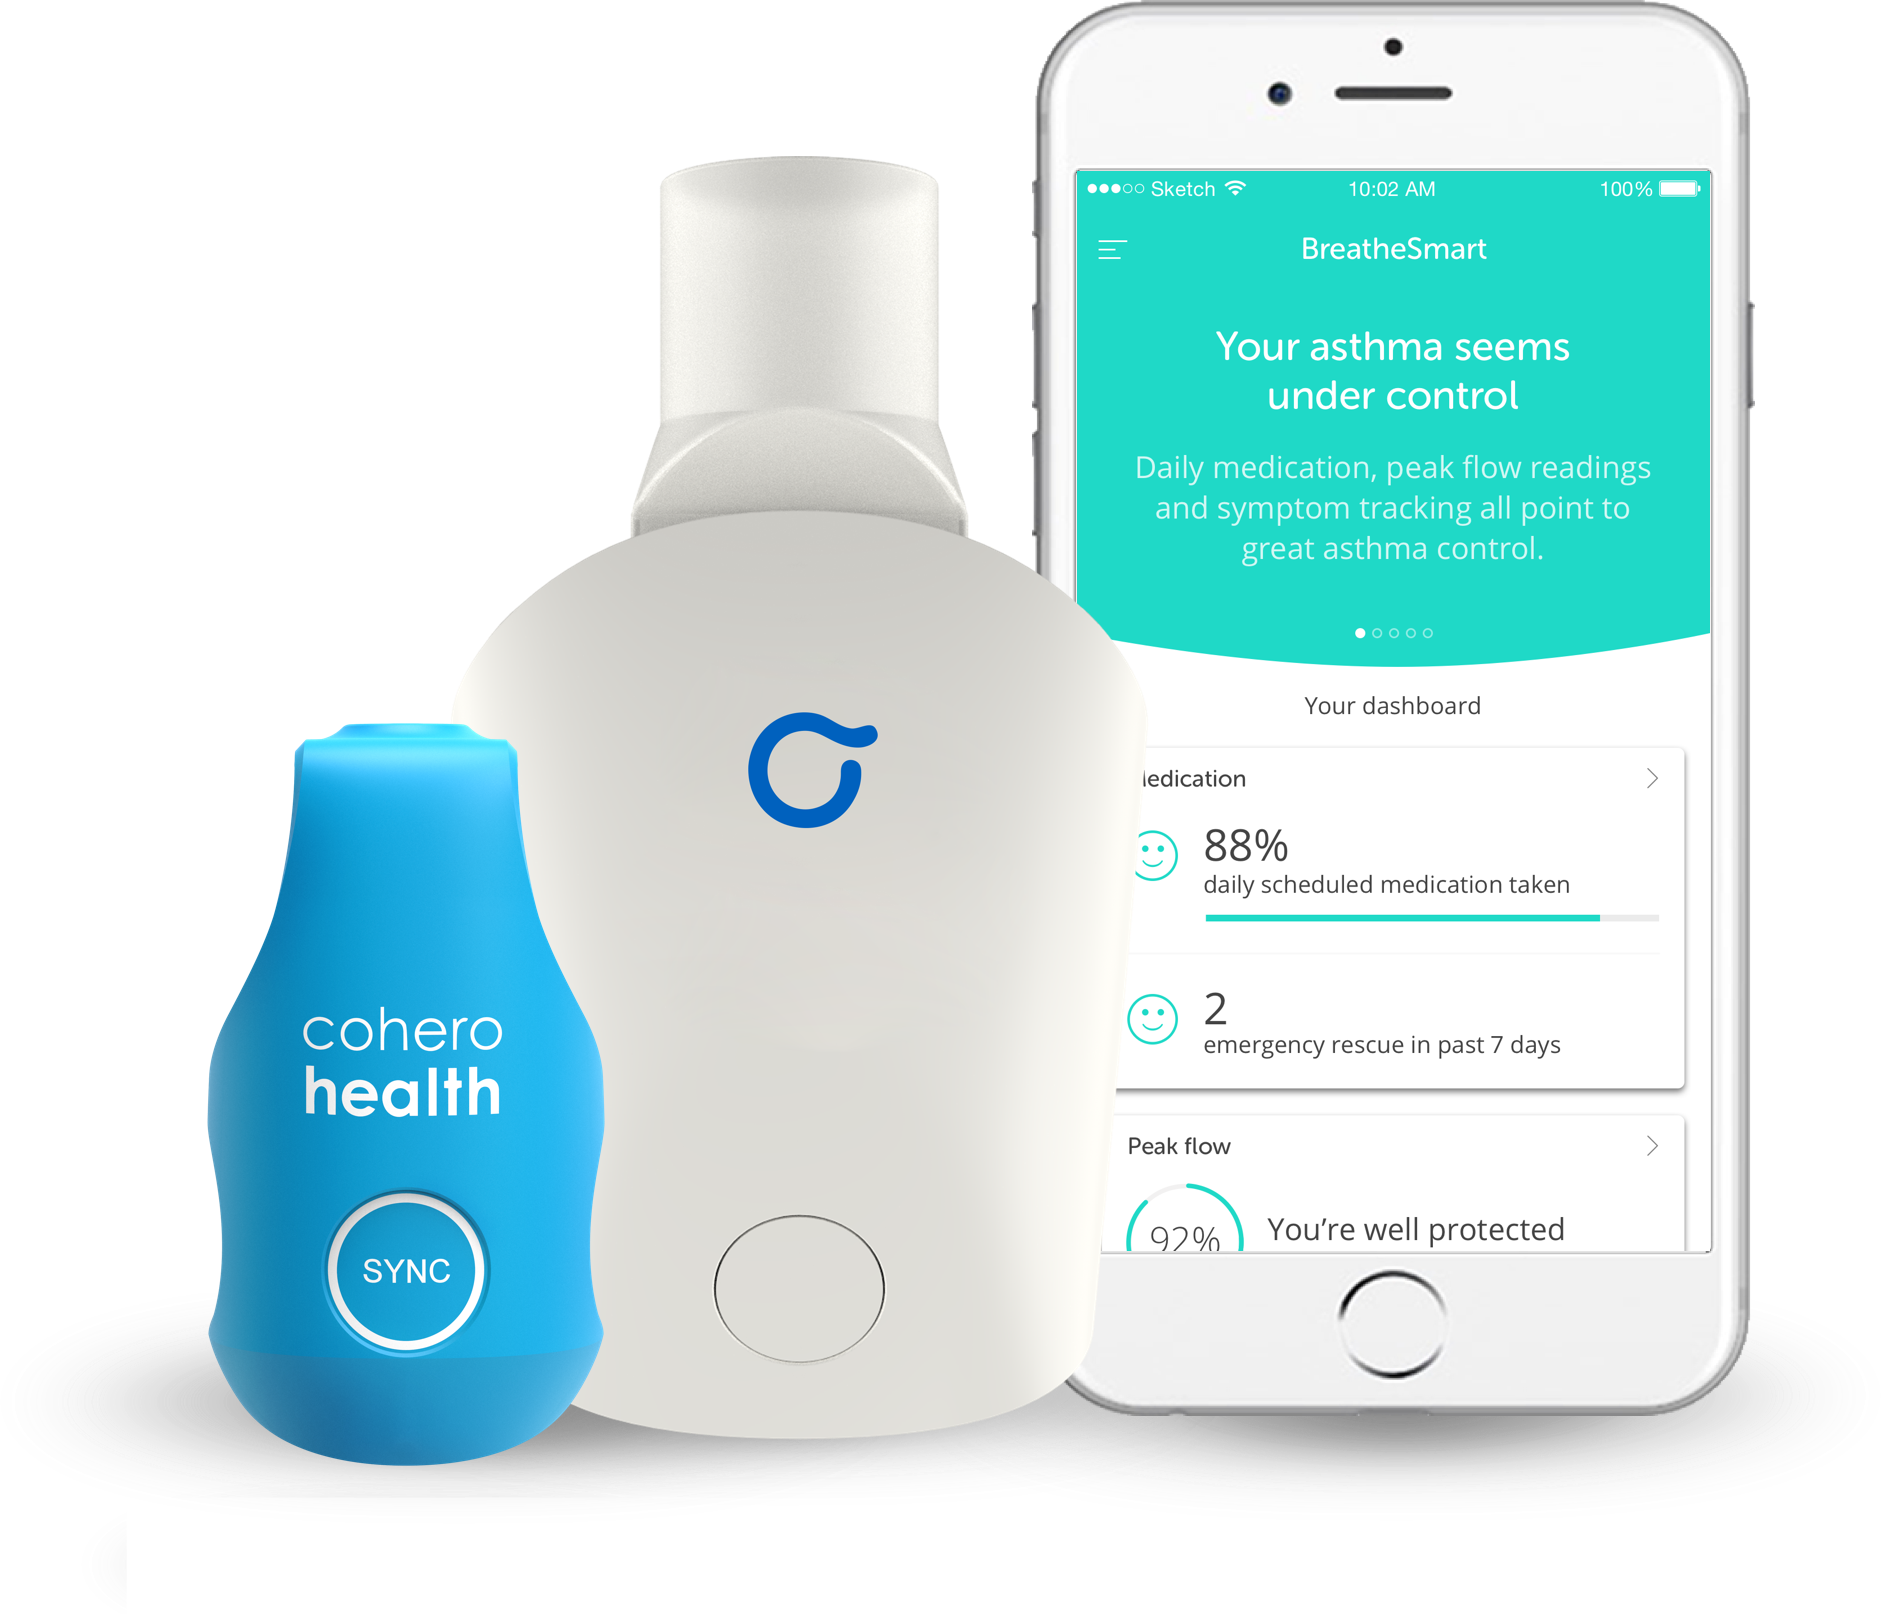 Sketch 10:02 AM 100%
BreatheSmart
Your asthma seems
under control
Daily medication, peak flow readings
and symptom tracking all point to
great asthma control.
Your dashboard
edication
88%
daily scheduled medication taken
2
emergency rescue in past 7 days
Peak flow
92%
You're well protected
cohero
health
SYNC